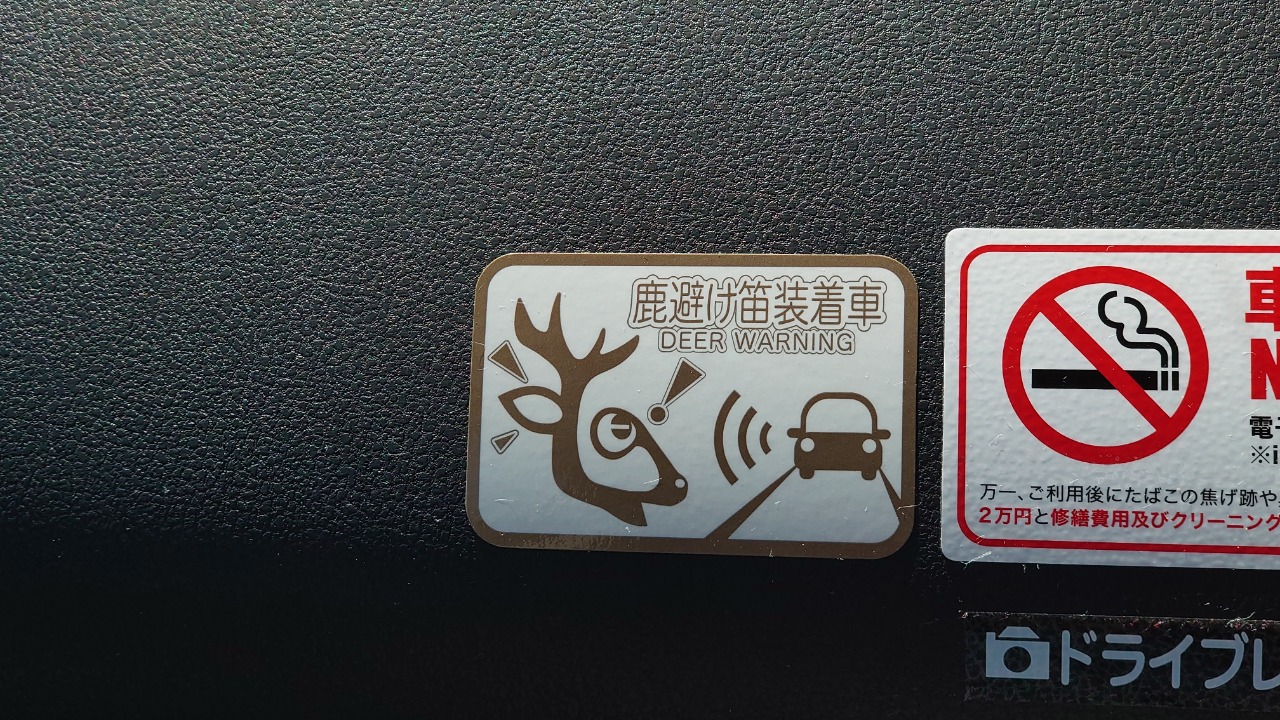 鹿避け笛装着車
DEER WARNING
万一、ご利用後にたばこの焦げ跡や
2万円と修繕費用及びクリーニング
ドライブレ